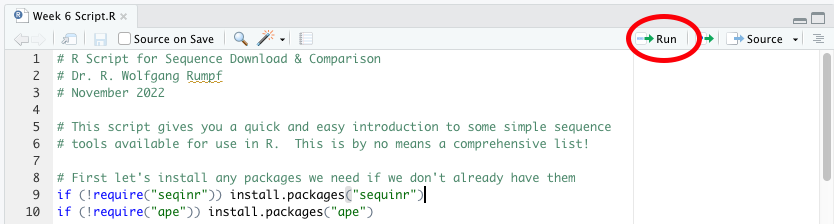 Week 6 Script.R
Source on Save
Run
Source
1 # R Script for Sequence Download & Comparison
2 # Dr. R. Wolfgang Rumpf
3 # November 2022
4
5 # This script gives you a quick and easy introduction to some simple sequence
6 # tools available for use in R.  This is by no means a comprehensive list!
7
8 # First let's install any packages we need if we don't already have them
9 if (!require("seqinr")) install.packages("sequinr")
10 if (!require("ape")) install.packages("ape")